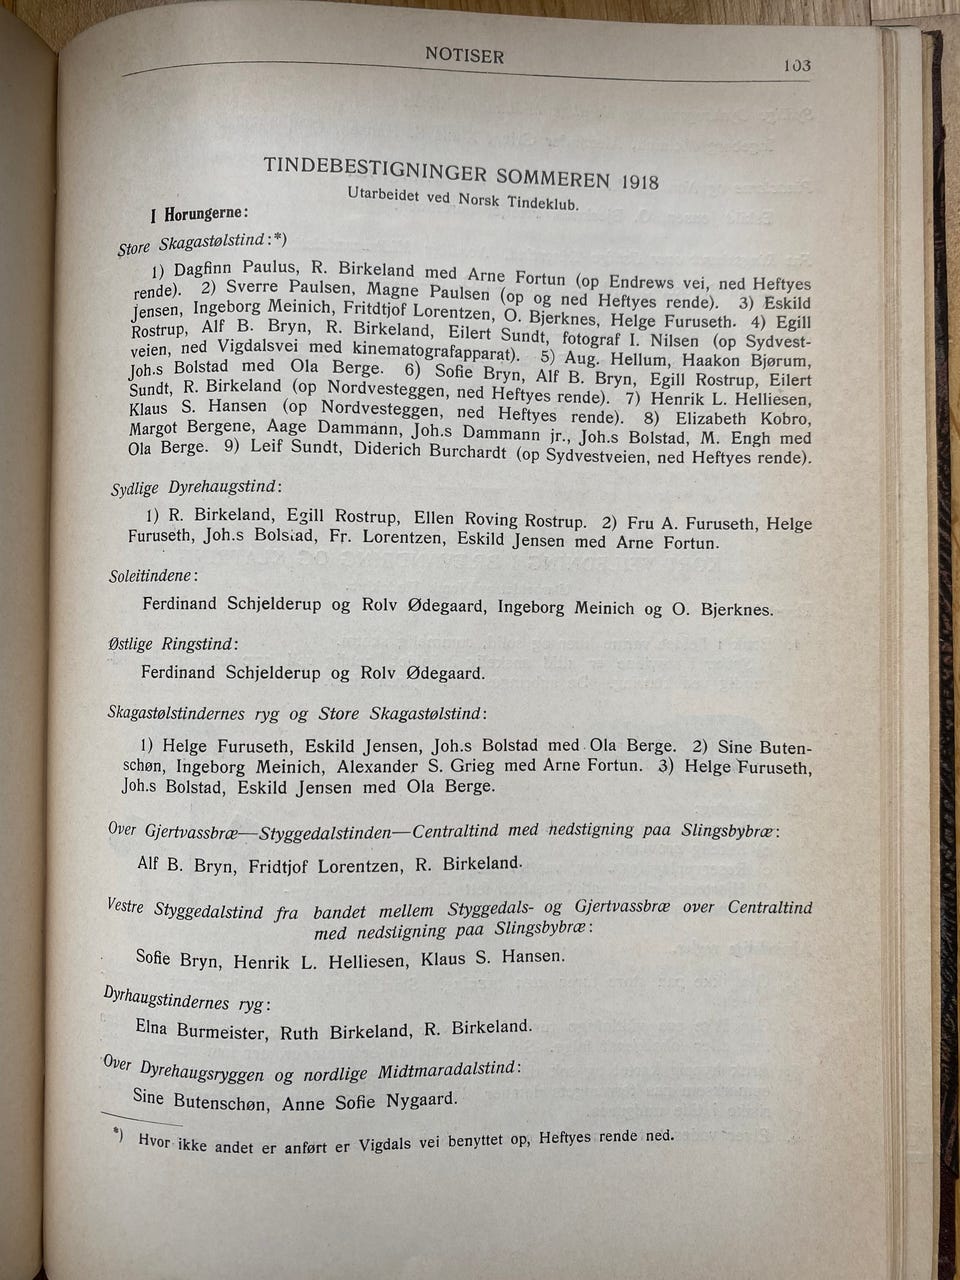 NOTISER
103
TINDEBESTIGNINGER SOMMEREN 1918
Utarbeidet ved Norsk Tindeklub.
I Horungerne:
Store Skagastølstind:*)
1) Dagfinn Paulus, R. Birkeland med Arne Fortun (op Endrews vei, ned Heftyes
rende). 2) Sverre Paulsen, Magne Paulsen (op og ned Heftyes rende). 3) Eskild
Jensen, Ingeborg Meinich, Fritdtjof Lorentzen, O. Bjerknes, Helge Furuseth. 4) Egill
Rostrup, Alf B. Bryn, R. Birkeland, Eilert Sundt, fotograf I. Nilsen (op Sydvest-
veien, ned Vigdalsvei med kinematografapparat). 5) Aug. Hellum, Haakon Bjørum,
Joh.s Bolstad med Ola Berge. 6) Sofie Bryn, Alf B. Bryn, Egill Rostrup, Eilert
Sundt, R. Birkeland (op Nordvesteggen, ned Heftyes rende). 7) Henrik L. Helliesen,
Klaus S. Hansen (op Nordvesteggen, ned Heftyes rende). 8) Elizabeth Kobro,
Margot Bergene, Aage Dammann, Joh.s Dammann jr., Joh.s Bolstad, M. Engh med
Ola Berge. 9) Leif Sundt, Diderich Burchardt (op Sydvestveien, ned Heftyes rende).
Sydlige Dyrehaugstind:
1) R. Birkeland, Egill Rostrup, Ellen Roving Rostrup. 2) Fru A. Furuseth, Helge
Furuseth, Joh.s Bolstad, Fr. Lorentzen, Eskild Jensen med Arne Fortun.
Soleitindene:
Ferdinand Schjelderup og Rolv Ødegaard, Ingeborg Meinich og O. Bjerknes.
Østlige Ringstind:
Ferdinand Schjelderup og Rolv Ødegaard.
Skagastølstindernes ryg og Store Skagastølstind:
1) Helge Furuseth, Eskild Jensen, Joh.s Bolstad med Ola Berge. 2) Sine Buten-
schøn, Ingeborg Meinich, Alexander S. Grieg med Arne Fortun. 3) Helge Furuseth,
Joh.s Bolstad, Eskild Jensen med Ola Berge.
Over Gjertvassbræ—Styggedalstinden—Centraltind med nedstigning paa Slingsbybræ:
Alf B. Bryn, Fridtjof Lorentzen, R. Birkeland.
Vestre Styggedalstind fra bandet mellem Styggedals- og Gjertvassbræ over Centraltind
med nedstigning paa Slingsbybræ:
Sofie Bryn, Henrik L. Helliesen, Klaus S. Hansen.
Dyrhaugstindernes ryg:
Elna Burmeister, Ruth Birkeland, R. Birkeland.
Over Dyrehaugsryggen og nordlige Midtmaradalstind:
Sine Butenschøn, Anne Sofie Nygaard.
*) Hvor ikke andet er anført er Vigdals vei benyttet op, Heftyes rende ned.